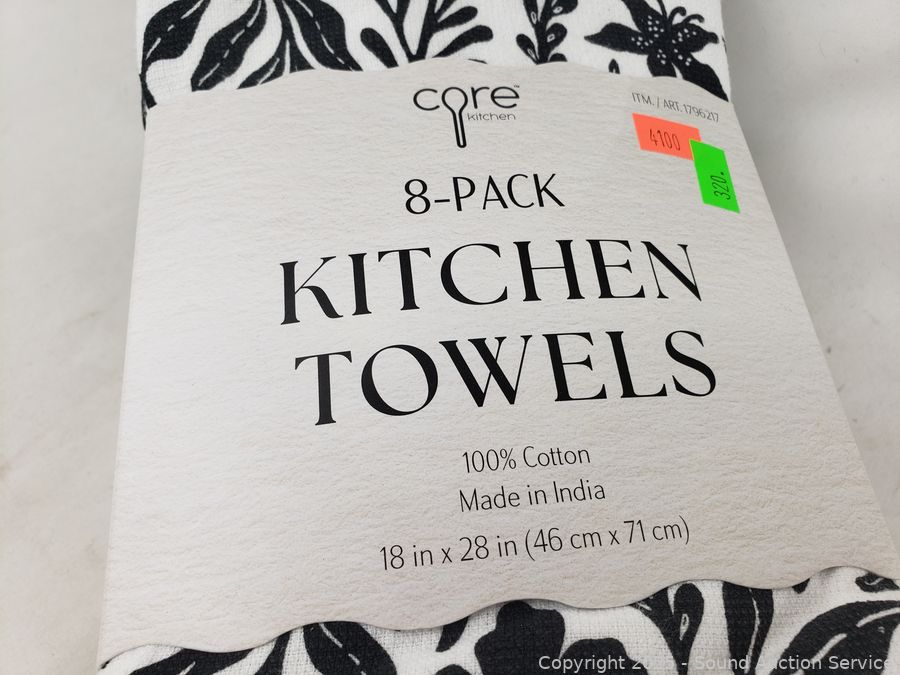 core™
kitchen
ITM. / ART. 1796217
4100
320.
8-PACK
KITCHEN
TOWELS
100% Cotton
Made in India
18 in x 28 in (46 cm x 71 cm)
Copyright 2025 - Sound Auction Service